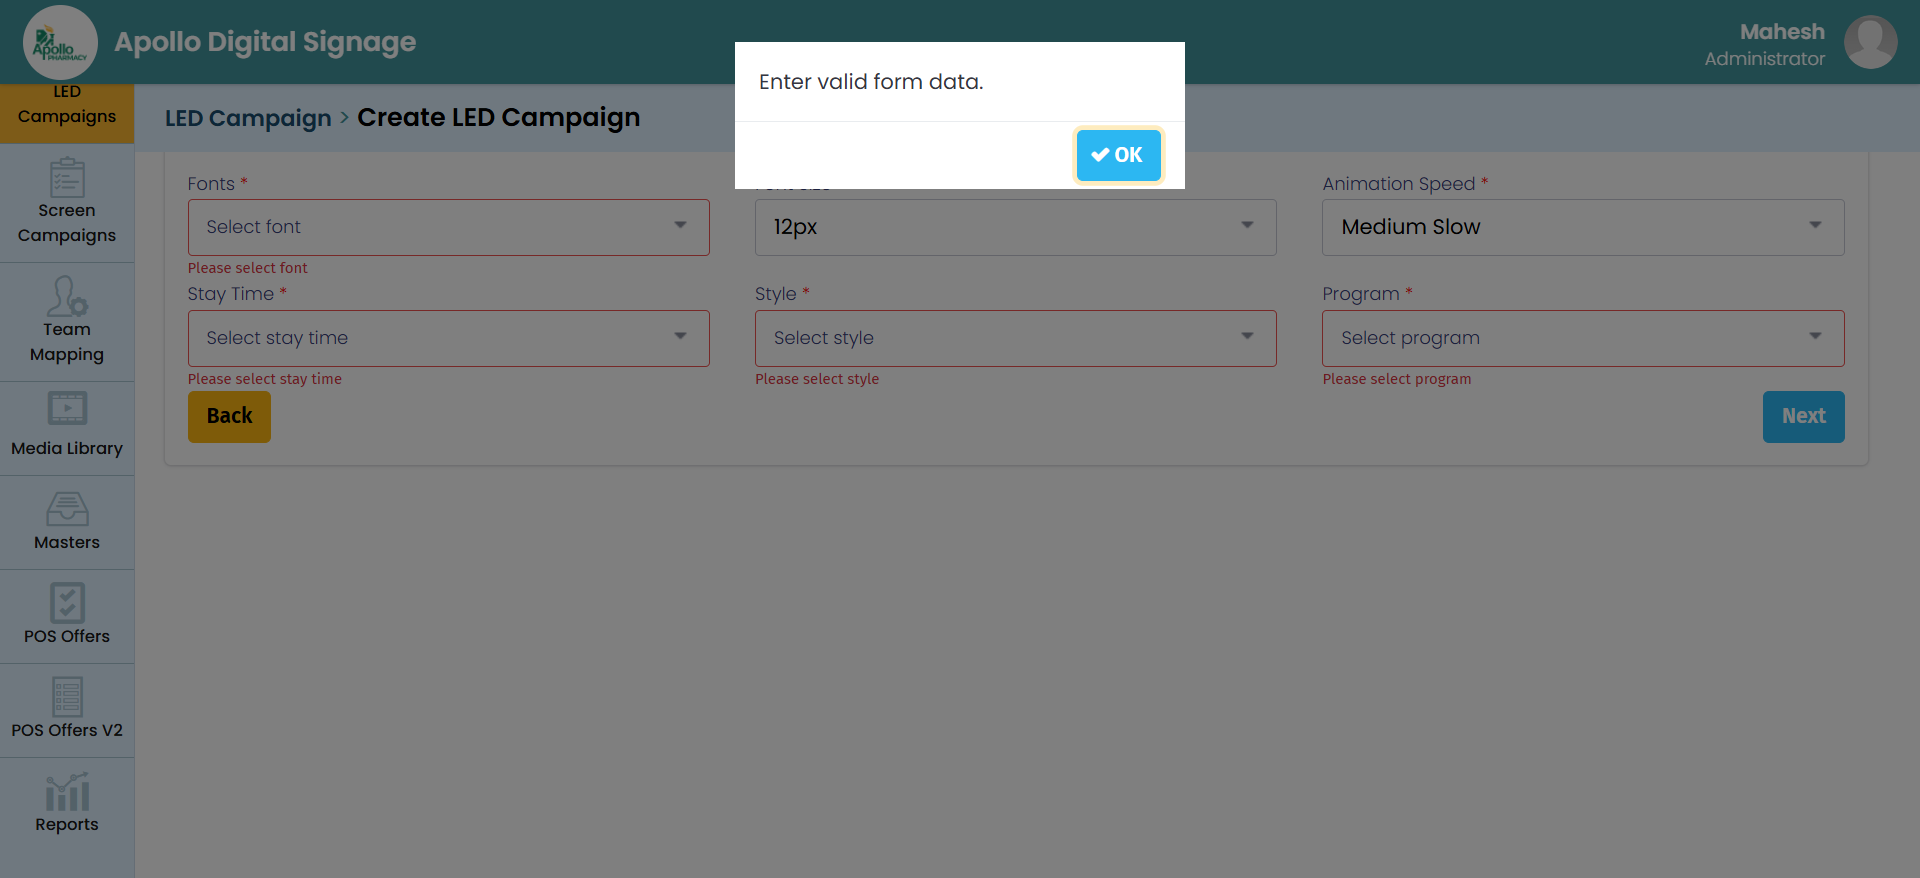 Apollo
PHARMACY
Apollo Digital Signage
Mahesh
Administrator
Enter valid form data.
OK
LED
Campaigns
Screen
Campaigns
Team
Mapping
Media Library
Masters
POS Offers
POS Offers V2
Reports
LED Campaign > Create LED Campaign
Fonts *
Animation Speed *
Select font
12px
Medium Slow
Please select font
Stay Time *
Style *
Program *
Select stay time
Select style
Select program
Please select stay time
Please select style
Please select program
Back
Next